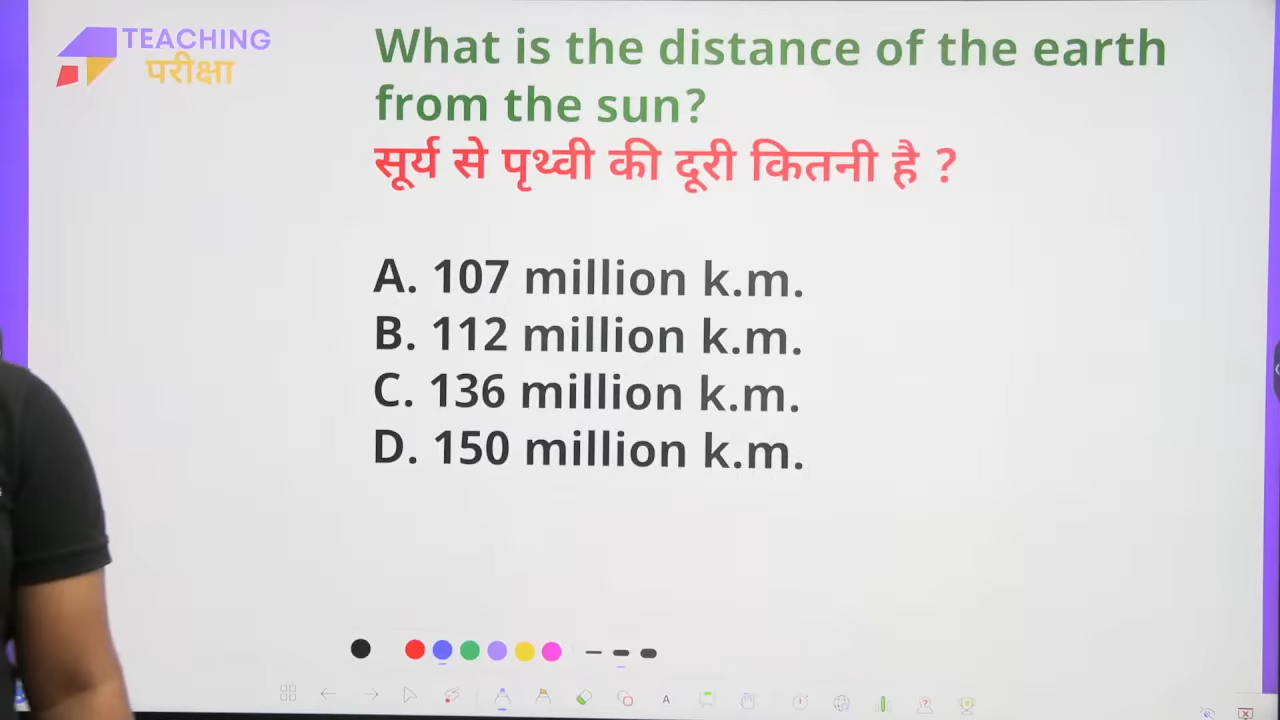 TEACHING
परीक्षा
What is the distance of the earth
from the sun?
सूर्य से पृथ्वी की दूरी कितनी है ?
A. 107 million k.m.
B. 112 million k.m.
C. 136 million k.m.
D. 150 million k.m.